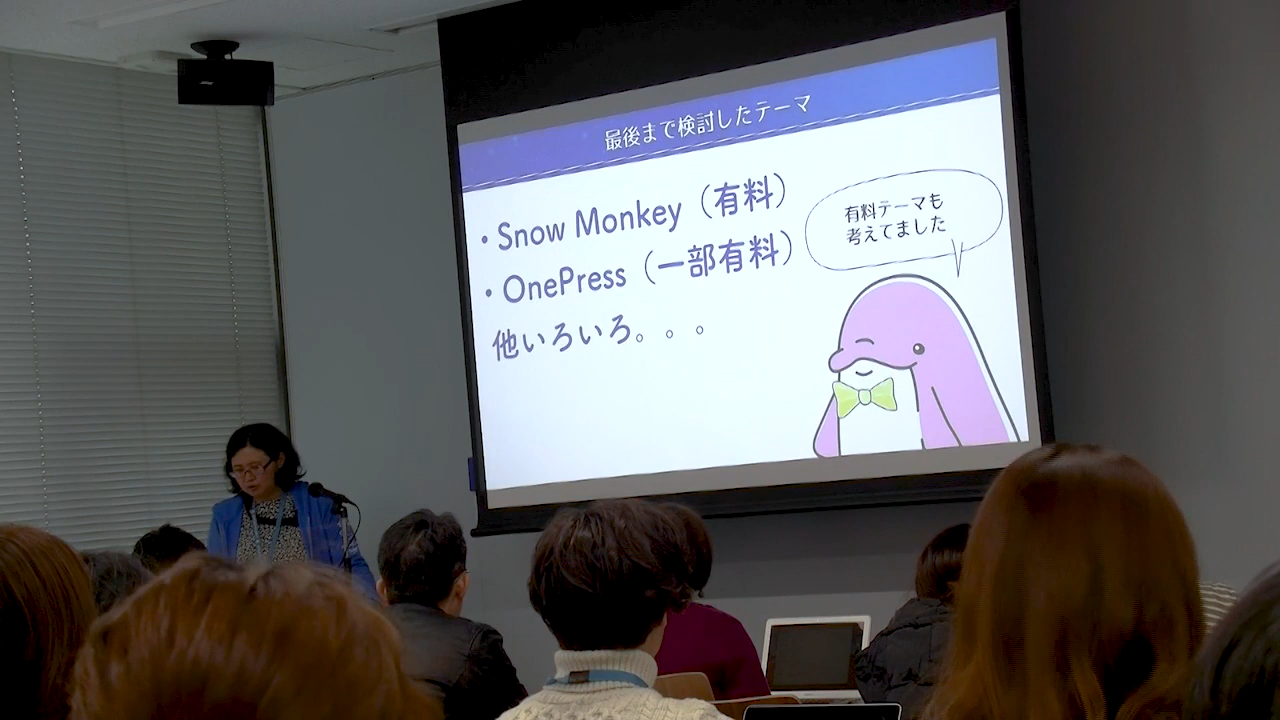 最後まで検討したテーマ
・Snow Monkey（有料）
・OnePress（一部有料）
他いろいろ。。。
有料テーマも
考えてました